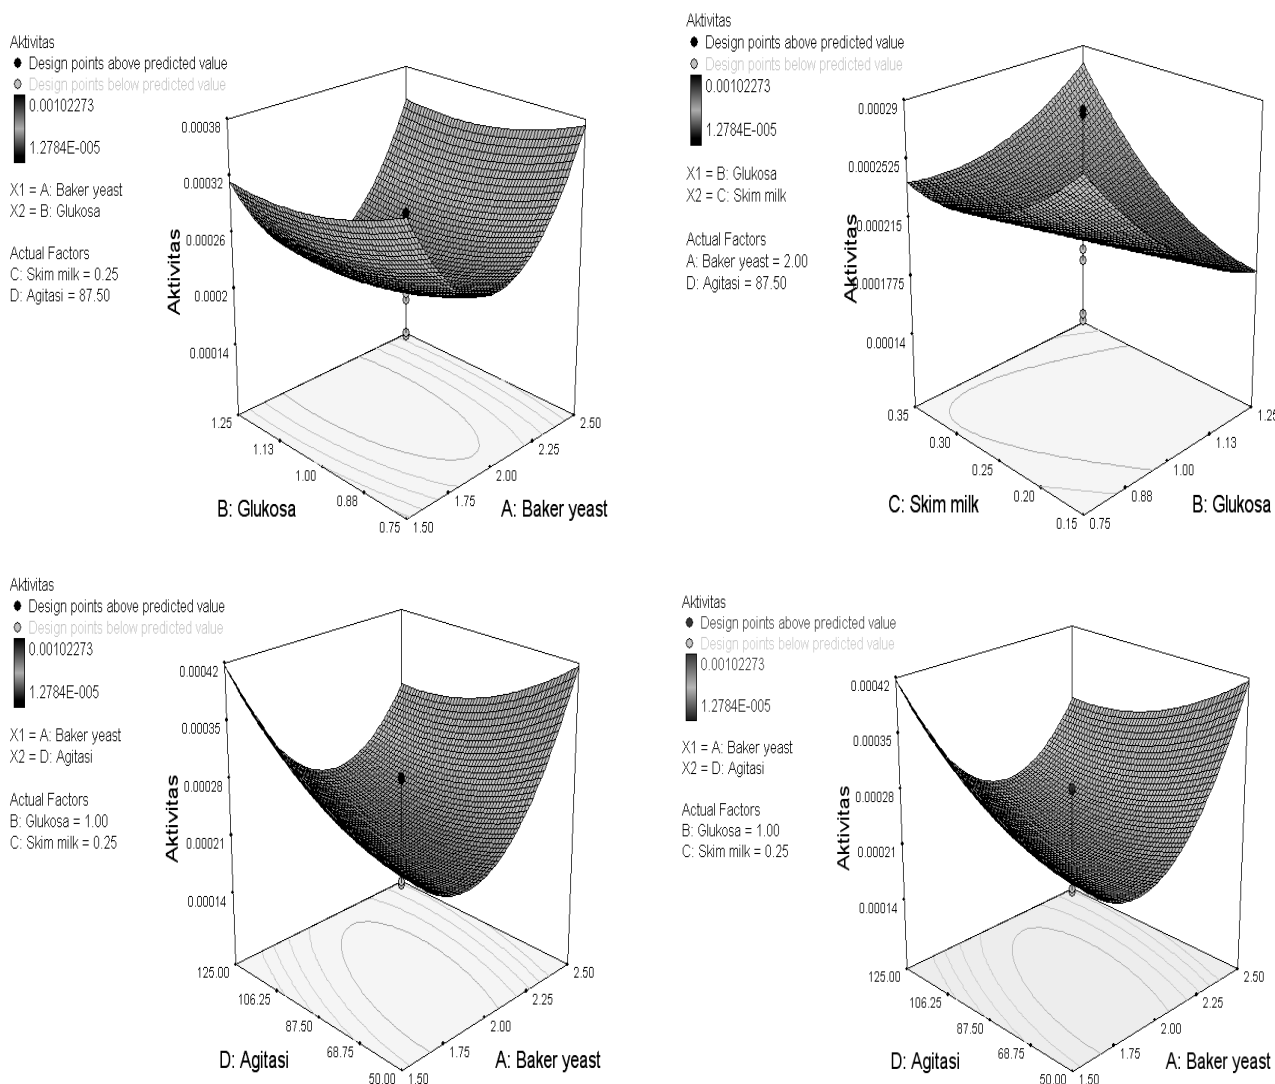 Aktivitas
Design points above predicted value
Design points below predicted value
0.00102273
1.2784E-005
X1 = A: Baker yeast
X2 = B: Glukosa
Actual Factors
C: Skim milk = 0.25
D: Agitasi = 87.50
0.00038
0.00032
0.00026
0.0002
0.00014
Aktivitas
1.25
1.13
1.00
0.88
0.75
1.50
1.75
2.00
2.25
2.50
B: Glukosa
A: Baker yeast
Aktivitas
Design points above predicted value
Design points below predicted value
0.00102273
1.2784E-005
X1 = B: Glukosa
X2 = C: Skim milk
Actual Factors
A: Baker yeast = 2.00
D: Agitasi = 87.50
0.00029
0.0002525
0.000215
0.0001775
0.00014
Aktivitas
0.35
0.30
0.25
0.20
0.15
0.75
0.88
1.00
1.13
1.25
C: Skim milk
B: Glukosa
Aktivitas
Design points above predicted value
Design points below predicted value
0.00102273
1.2784E-005
X1 = A: Baker yeast
X2 = D: Agitasi
Actual Factors
B: Glukosa = 1.00
C: Skim milk = 0.25
0.00042
0.00035
0.00028
0.00021
0.00014
Aktivitas
125.00
106.25
87.50
68.75
50.00
1.50
1.75
2.00
2.25
2.50
D: Agitasi
A: Baker yeast
Aktivitas
Design points above predicted value
Design points below predicted value
0.00102273
1.2784E-005
X1 = A: Baker yeast
X2 = D: Agitasi
Actual Factors
B: Glukosa = 1.00
C: Skim milk = 0.25
0.00042
0.00035
0.00028
0.00021
0.00014
Aktivitas
125.00
106.25
87.50
68.75
50.00
1.50
1.75
2.00
2.25
2.50
D: Agitasi
A: Baker yeast